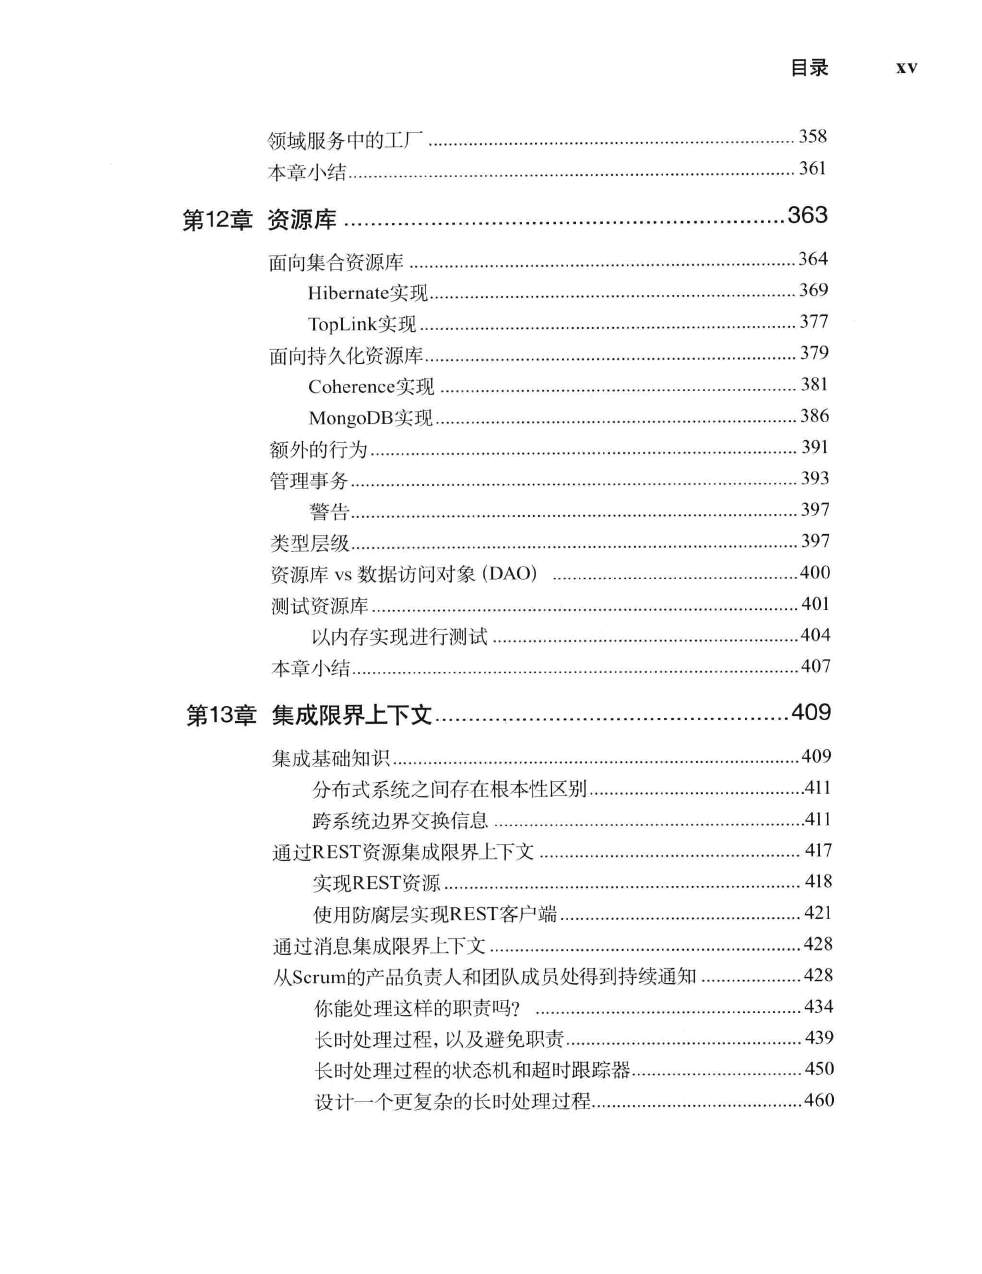 目录 xv
领域服务中的工厂 358
本章小结 361
第12章 资源库 363
面向集合资源库 364
Hibernate实现 369
TopLink实现 377
面向持久化资源库 379
Coherence实现 381
MongoDB实现 386
额外的行为 391
管理事务 393
警告 397
类型层级 397
资源库 vs 数据访问对象（DAO） 400
测试资源库 401
以内存实现进行测试 404
本章小结 407
第13章 集成限界上下文 409
集成基础知识 409
分布式系统之间存在根本性区别 411
跨系统边界交换信息 411
通过REST资源集成限界上下文 417
实现REST资源 418
使用防腐层实现REST客户端 421
通过消息集成限界上下文 428
从Scrum的产品负责人和团队成员处得到持续通知 428
你能处理这样的职责吗？ 434
长时处理过程，以及避免职责 439
长时处理过程的状态机和超时跟踪器 450
设计一个更复杂的长时处理过程 460